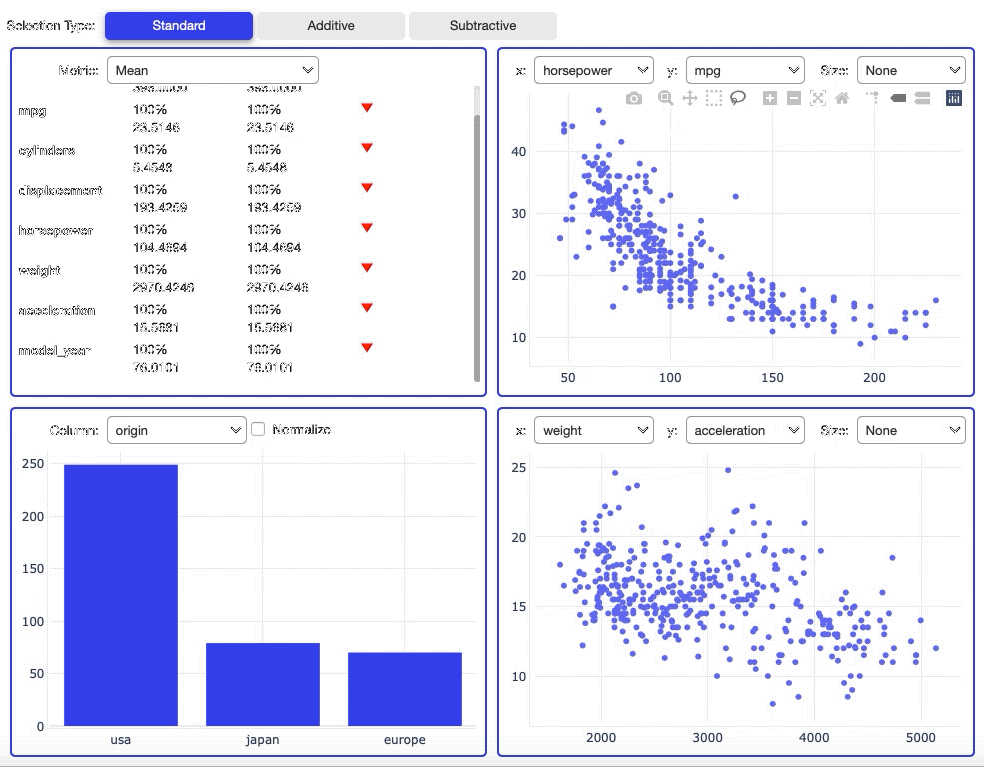 Selection Type: Standard Additive Subtractive
Metric: Mean
398.0000 398.0000
mpg 100% 100%
23.5146 23.5146
cylinders 100% 100%
5.4548 5.4548
displacement 100% 100%
193.4259 193.4259
horsepower 100% 100%
104.4694 104.4694
weight 100% 100%
2970.4246 2970.4246
acceleration 100% 100%
15.5681 15.5681
model_year 100% 100%
76.0101 76.0101
x: horsepower y: mpg Size: None
40
30
20
10
50 100 150 200
Column: origin Normalize
250
200
150
100
50
0
usa japan europe
x: weight y: acceleration Size: None
25
20
15
10
2000 3000 4000 5000